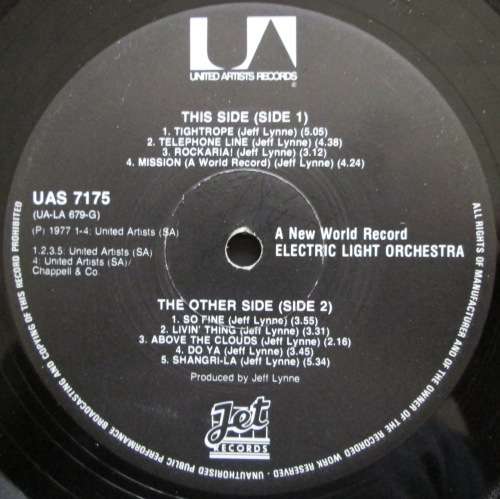 UA
UNITED ARTISTS RECORDS
THIS SIDE (SIDE 1)
1. TIGHTROPE (Jeff Lynne) (5.05)
2. TELEPHONE LINE (Jeff Lynne) (4.38)
3. ROCKARIA! (Jeff Lynne) (3.12)
4. MISSION (A World Record) (Jeff Lynne) (4.24)
UAS 7175
(UA-LA 679-G)
(P) 1977 1-4: United Artists (SA)
1.2.3.5: United Artists (SA)
4: United Artists (SA)/
Chappell & Co
A New World Record
ELECTRIC LIGHT ORCHESTRA
THE OTHER SIDE (SIDE 2)
1. SO FINE (Jeff Lynne) (3.55)
2. LIVIN' THING (Jeff Lynne) (3.31)
3. ABOVE THE CLOUDS (Jeff Lynne) (2.16)
4. DO YA (Jeff Lynne) (3.45)
5. SHANGRI-LA (Jeff Lynne) (5.34)
Produced by Jeff Lynne
Jet
RECORDS
ALL RIGHTS OF MANUFACTURER AND OF THE OWNER OF THE RECORDED WORK RESERVED - UNAUTHORISED PUBLIC PERFORMANCE BROADCASTING AND COPYING OF THIS RECORD PROHIBITED